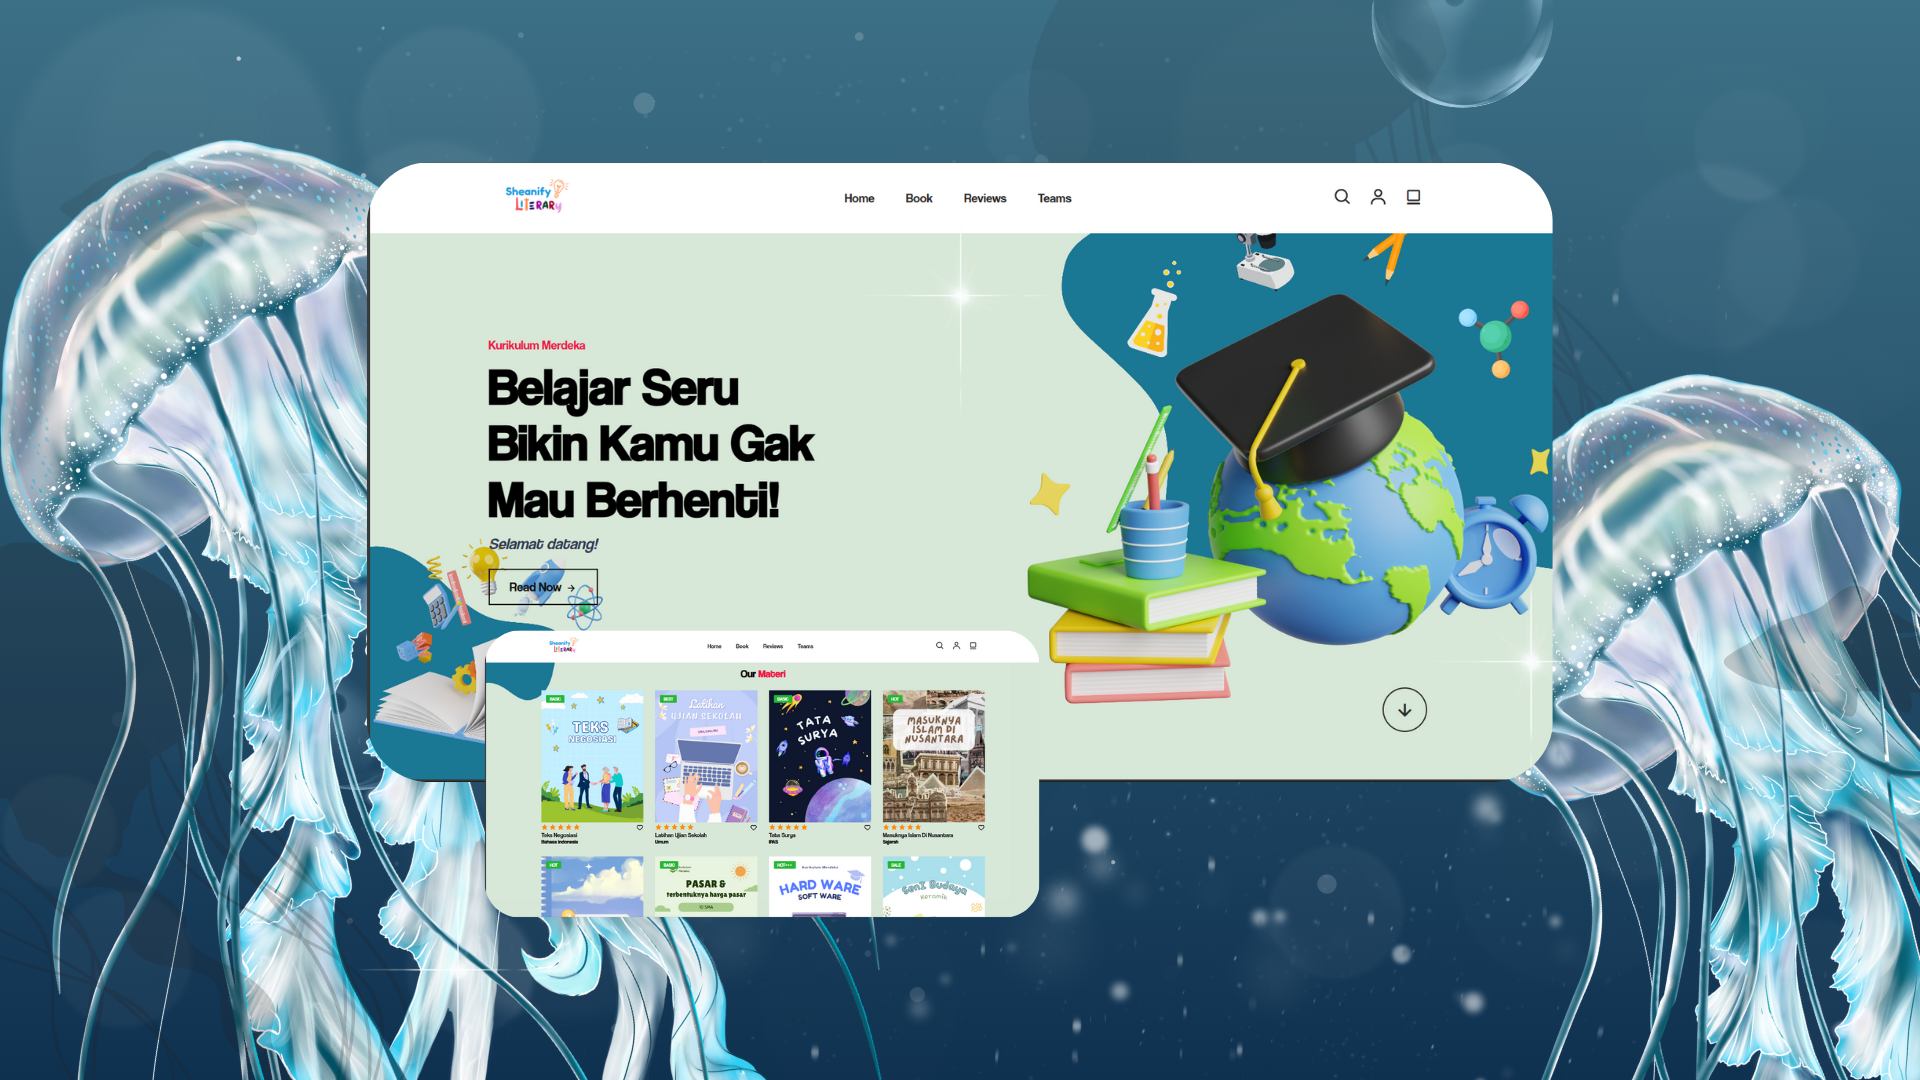 Sheanify
LITERARY
Home
Book
Reviews
Teams
Kurikulum Merdeka
Belajar Seru
Bikin Kamu Gak
Mau Berhenti!
Selamat datang!
Read Now →
Sheanify
LITERARY
Home
Book
Reviews
Teams
Our Materi
BASIC
TEKS
NEGOSIASI
Teks Negosiasi
Bahasa Indonesia
BEST
Latihan
UJIAN SEKOLAH
Latihan Ujian Sekolah
Umum
BASIC
TATA
SURYA
Tata Surya
IPAS
HOT
MASUKNYA
ISLAM DI
NUSANTARA
Masuknya Islam Di Nusantara
Sejarah
HOT
BASIC
PASAR &
terbentuknya harga pasar
HOT
Kurikulum Merdeka
HARD WARE
SOFT WARE
SALE
Seni Budaya
Keramik